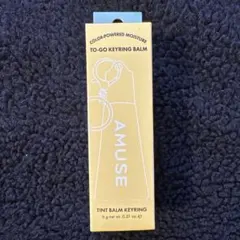 COLOR-POWERED MOISTURE
TO-GO KEYRING BALM
AMUSE
TINT BALM KEYRING